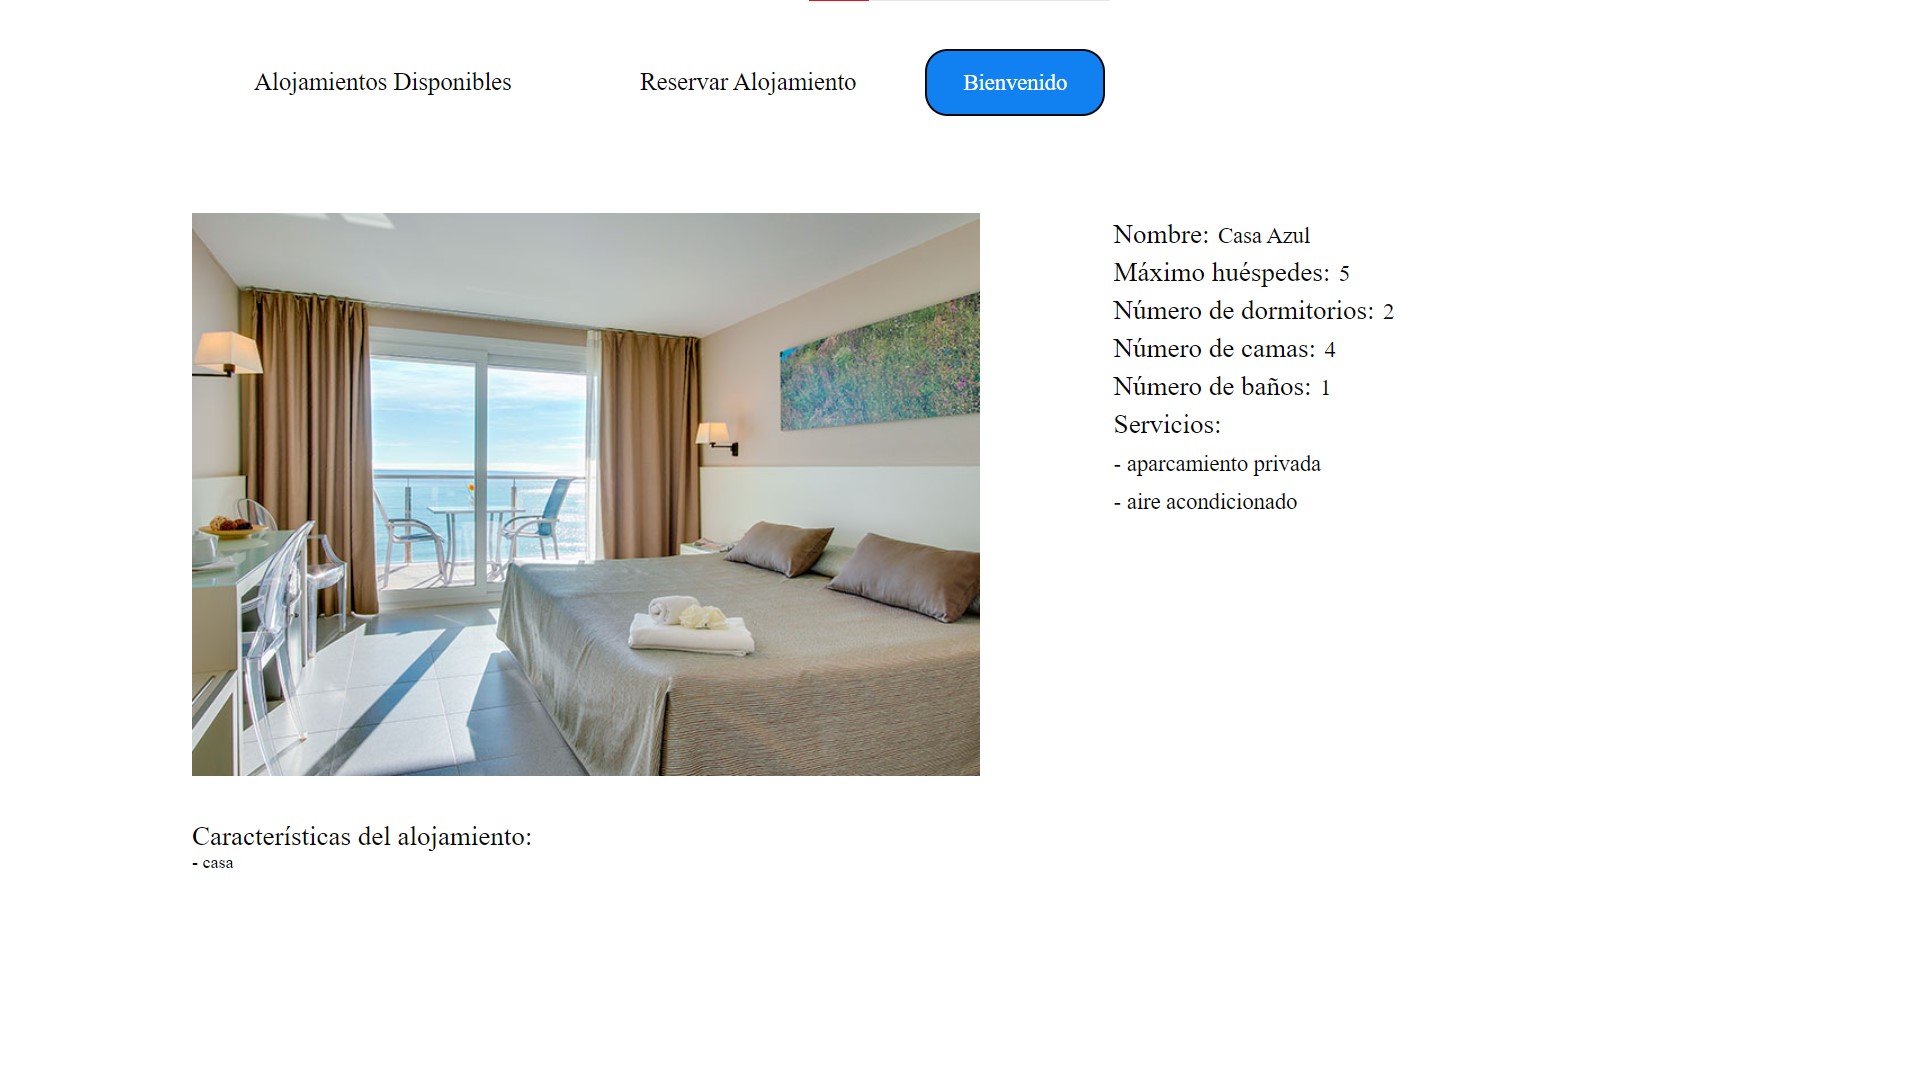 Alojamientos Disponibles
Reservar Alojamiento
Bienvenido
Nombre: Casa Azul
Máximo huéspedes: 5
Número de dormitorios: 2
Número de camas: 4
Número de baños: 1
Servicios:
- aparcamiento privada
- aire acondicionado
Características del alojamiento:
- casa